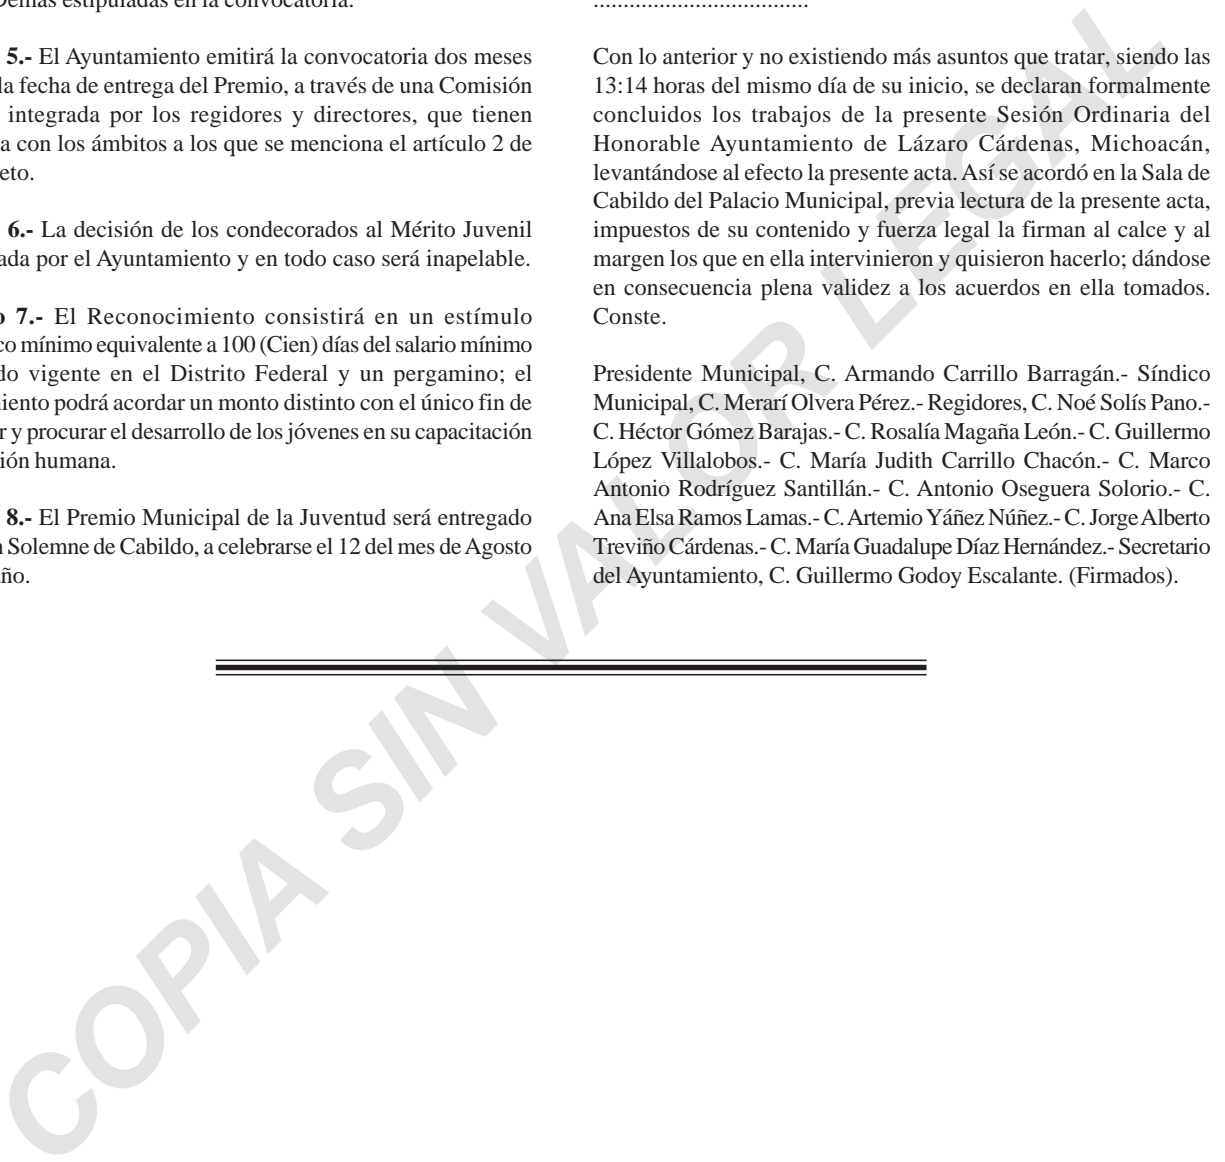 Demás estipuladas en la convocatoria.
5.- El Ayuntamiento emitirá la convocatoria dos meses
la fecha de entrega del Premio, a través de una Comisión
integrada por los regidores y directores, que tienen
a con los ámbitos a los que se menciona el artículo 2 de
eto.
6.- La decisión de los condecorados al Mérito Juvenil
ada por el Ayuntamiento y en todo caso será inapelable.
o 7.- El Reconocimiento consistirá en un estímulo
co mínimo equivalente a 100 (Cien) días del salario mínimo
do vigente en el Distrito Federal y un pergamino; el
niento podrá acordar un monto distinto con el único fin de
r y procurar el desarrollo de los jóvenes en su capacitación
ión humana.
8.- El Premio Municipal de la Juventud será entregado
n Solemne de Cabildo, a celebrarse el 12 del mes de Agosto
año.
....................................
Con lo anterior y no existiendo más asuntos que tratar, siendo las
13:14 horas del mismo día de su inicio, se declaran formalmente
concluidos los trabajos de la presente Sesión Ordinaria del
Honorable Ayuntamiento de Lázaro Cárdenas, Michoacán,
levantándose al efecto la presente acta. Así se acordó en la Sala de
Cabildo del Palacio Municipal, previa lectura de la presente acta,
impuestos de su contenido y fuerza legal la firman al calce y al
margen los que en ella intervinieron y quisieron hacerlo; dándose
en consecuencia plena validez a los acuerdos en ella tomados.
Conste.
Presidente Municipal, C. Armando Carrillo Barragán.- Síndico
Municipal, C. Merarí Olvera Pérez.- Regidores, C. Noé Solís Pano.-
C. Héctor Gómez Barajas.- C. Rosalía Magaña León.- C. Guillermo
López Villalobos.- C. María Judith Carrillo Chacón.- C. Marco
Antonio Rodríguez Santillán.- C. Antonio Oseguera Solorio.- C.
Ana Elsa Ramos Lamas.- C. Artemio Yáñez Núñez.- C. Jorge Alberto
Treviño Cárdenas.- C. María Guadalupe Díaz Hernández.- Secretario
del Ayuntamiento, C. Guillermo Godoy Escalante. (Firmados).
COPIA SIN VALOR LEGAL